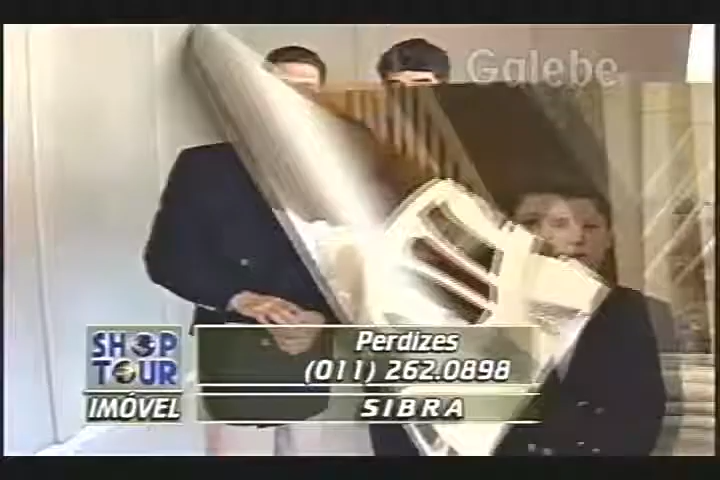 Galebe
SHOP TOUR
IMÓVEL
Perdizes
(011) 262.0898
SIBRA